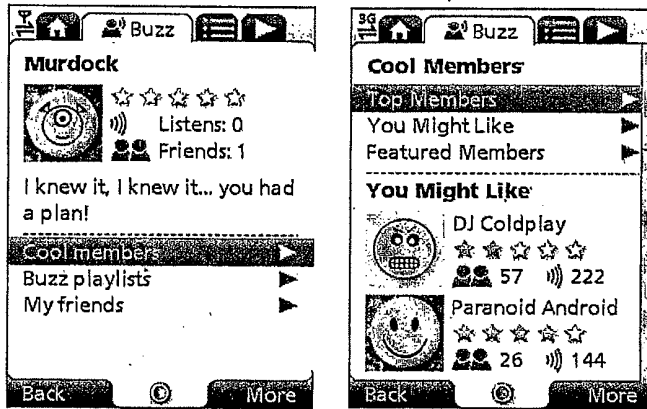 Buzz
Murdock
Listens: 0
Friends: 1
I knew it, I knew it... you had
a plan!
Cool members
Buzz playlists
My friends
Back
More
3G
Buzz
Cool Members
Top Members
You Might Like
Featured Members
You Might Like
DJ Coldplay
57 222
Paranoid Android
26 144
Back
More